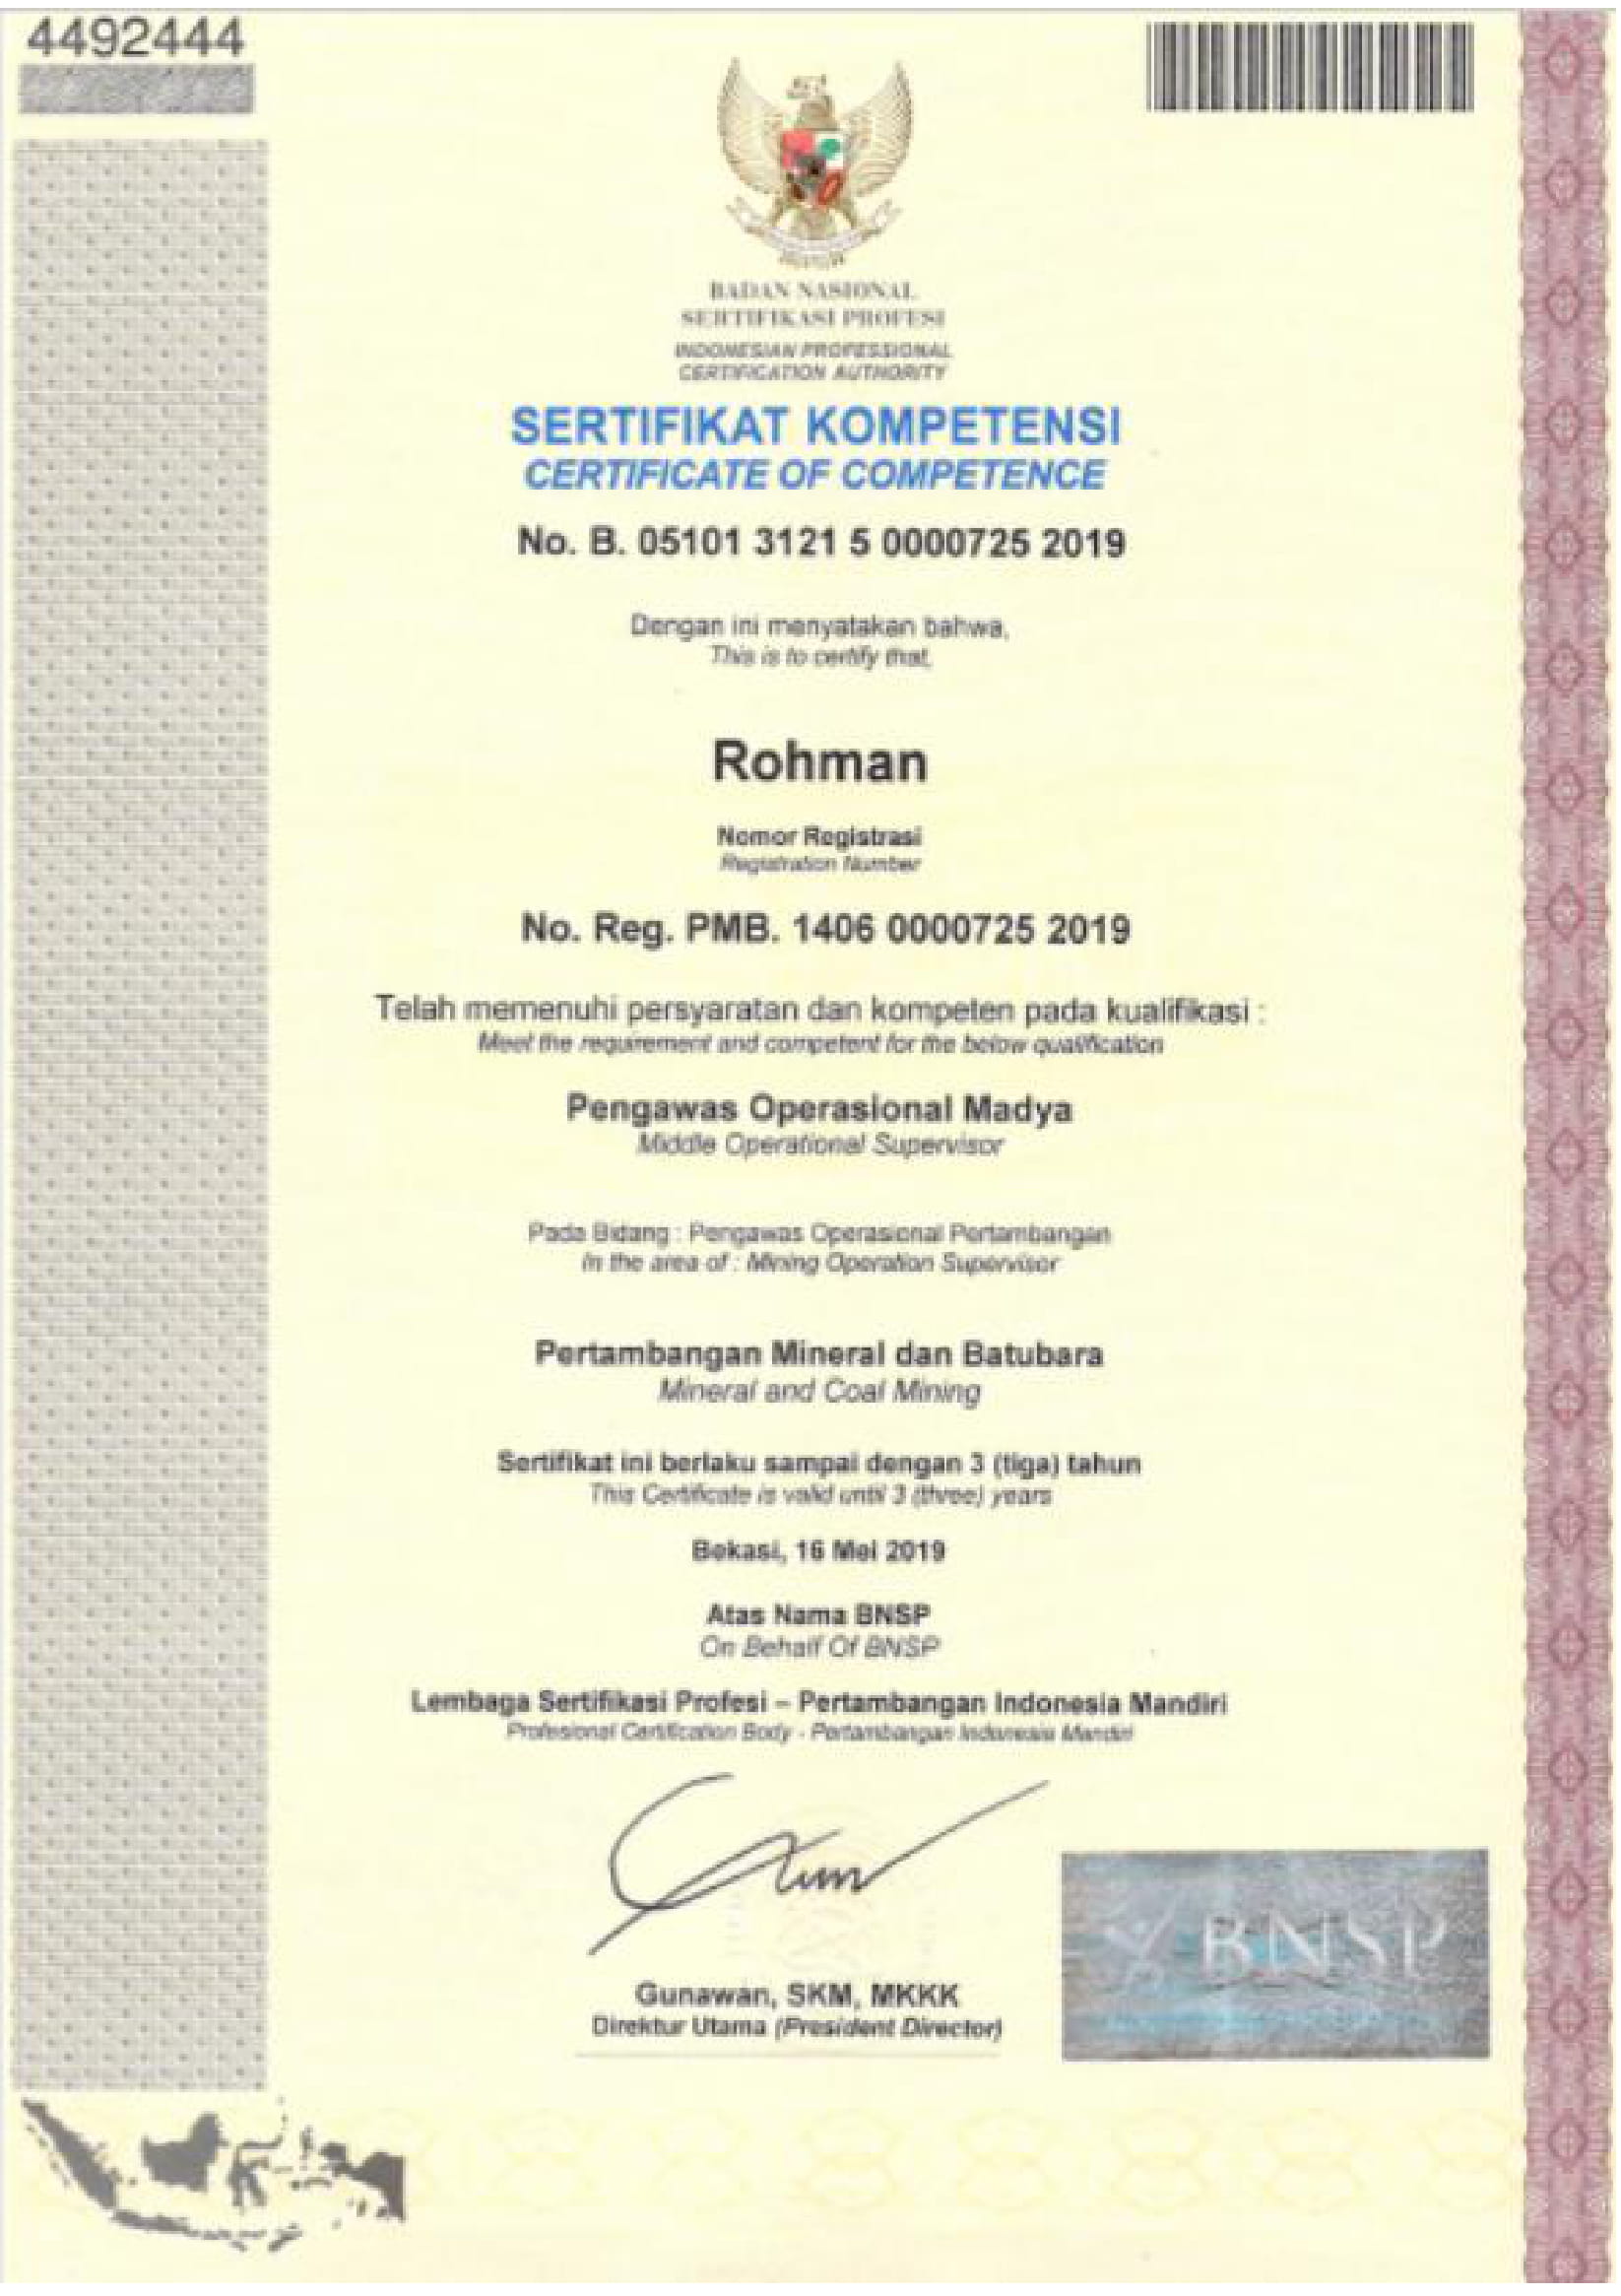 4492444
BADAN NASIONAL
SERTIFIKASI PROFESI
INDONESIAN PROFESSIONAL
CERTIFICATION AUTHORITY
SERTIFIKAT KOMPETENSI
CERTIFICATE OF COMPETENCE
No. B. 05101 3121 5 0000725 2019
Dengan ini menyatakan bahwa,
This is to certify that,
Rohman
Nomor Registrasi
Registration Number
No. Reg. PMB. 1406 0000725 2019
Telah memenuhi persyaratan dan kompeten pada kualifikasi :
Meet the requirement and competent for the below qualification
Pengawas Operasional Madya
Middle Operational Supervisor
Pada Bidang : Pengawas Operasional Pertambangan
In the area of : Mining Operation Supervisor
Pertambangan Mineral dan Batubara
Mineral and Coal Mining
Sertifikat ini berlaku sampai dengan 3 (tiga) tahun
This Certificate is valid until 3 (three) years
Bekasi, 16 Mei 2019
Atas Nama BNSP
On Behalf Of BNSP
Lembaga Sertifikasi Profesi – Pertambangan Indonesia Mandiri
Profesional Certification Body - Pertambangan Indonesia Mandiri
Gunawan, SKM, MKKK
Direktur Utama (President Director)
BNSP